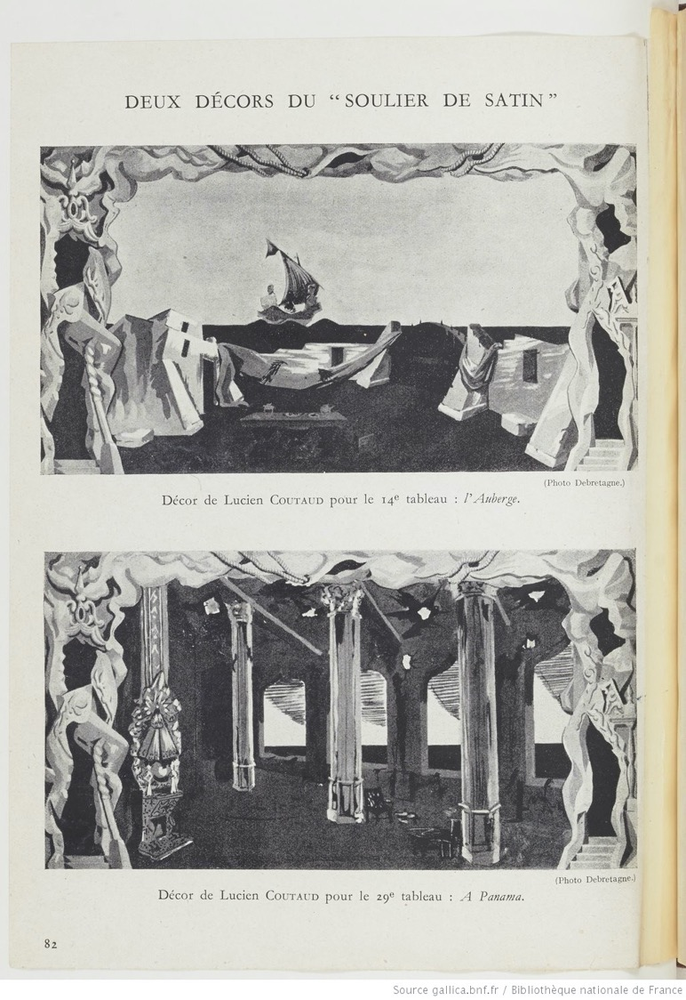 DEUX DÉCORS DU “SOULIER DE SATIN”
(Photo Debretagne.)
Décor de Lucien COUTAUD pour le 14e tableau : l'Auberge.
(Photo Debretagne.)
Décor de Lucien COUTAUD pour le 29e tableau : A Panama.
82
Source gallica.bnf.fr / Bibliothèque nationale de France